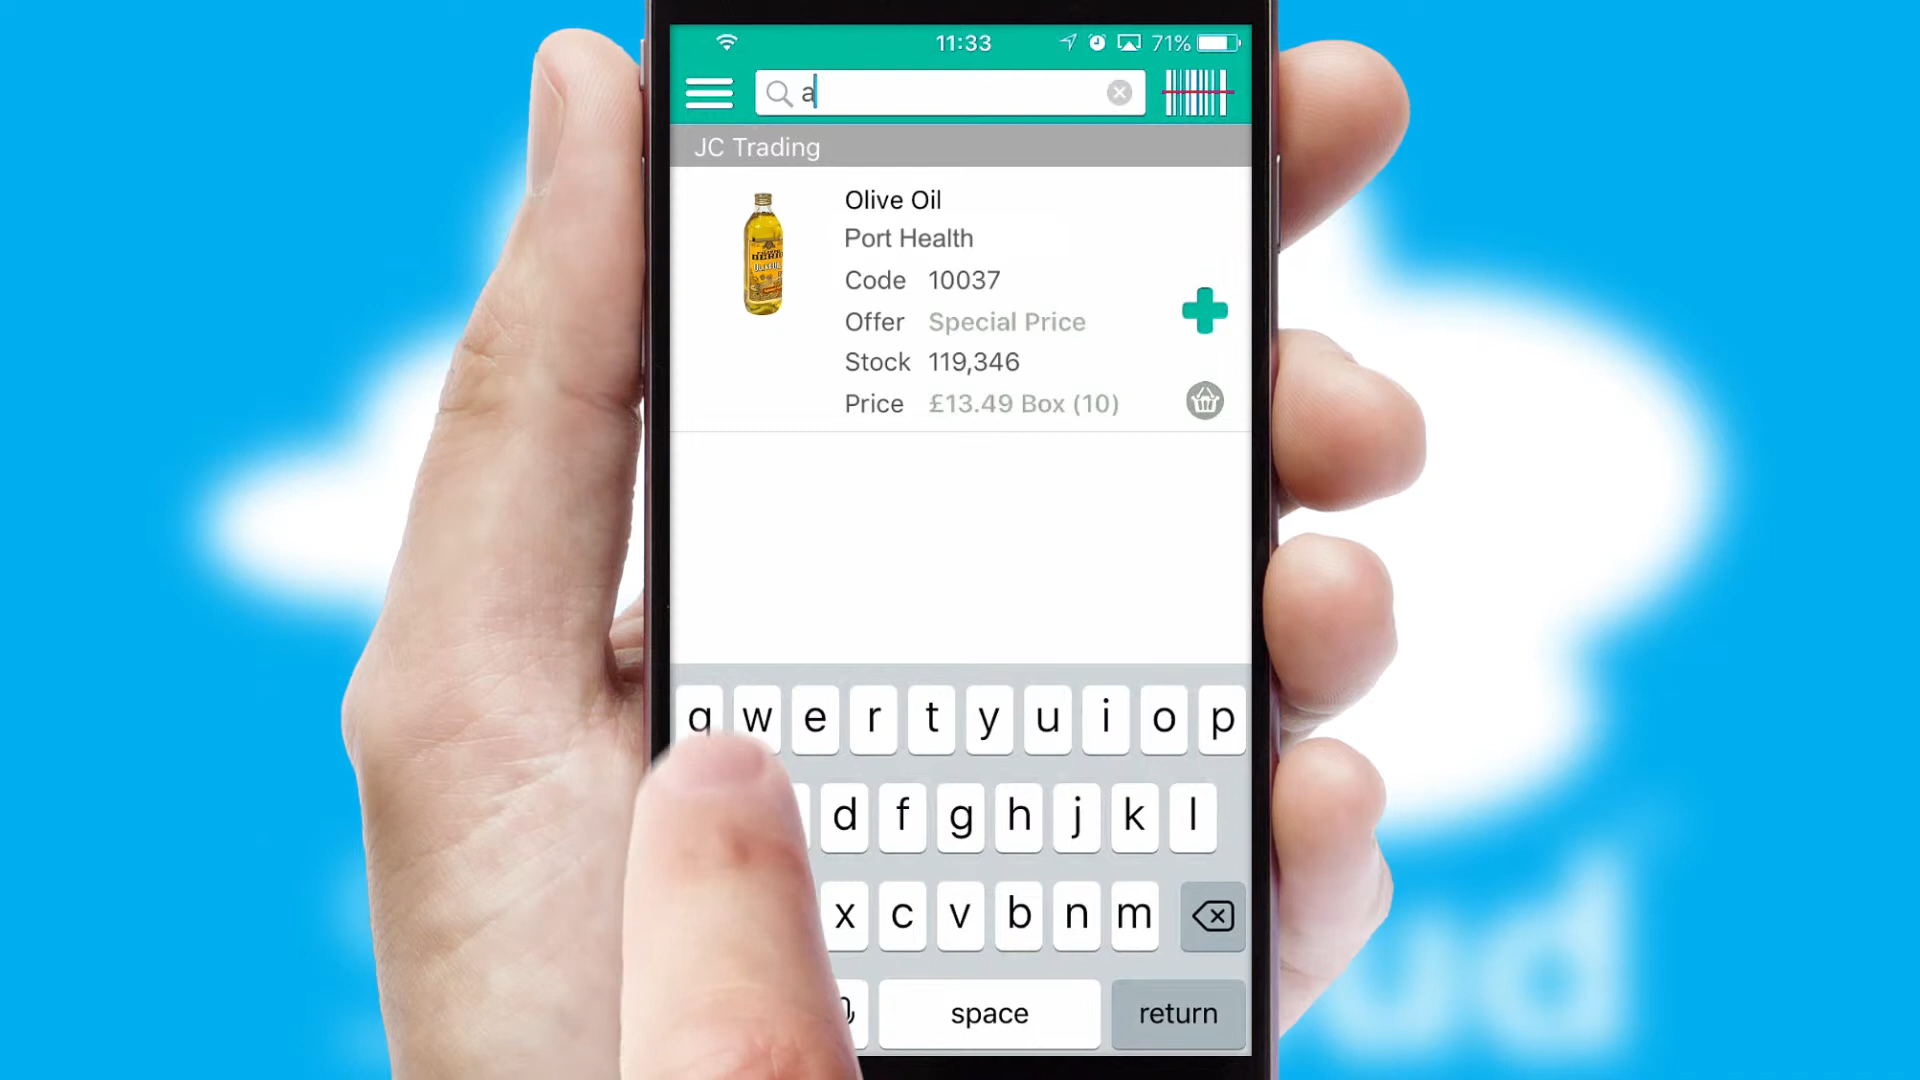 11:33 71%
a
JC Trading
Olive Oil
Port Health
Code 10037
Offer Special Price
Stock 119,346
Price £13.49 Box (10)
q w e r t y u i o p
d f g h j k l
x c v b n m
space return
ud